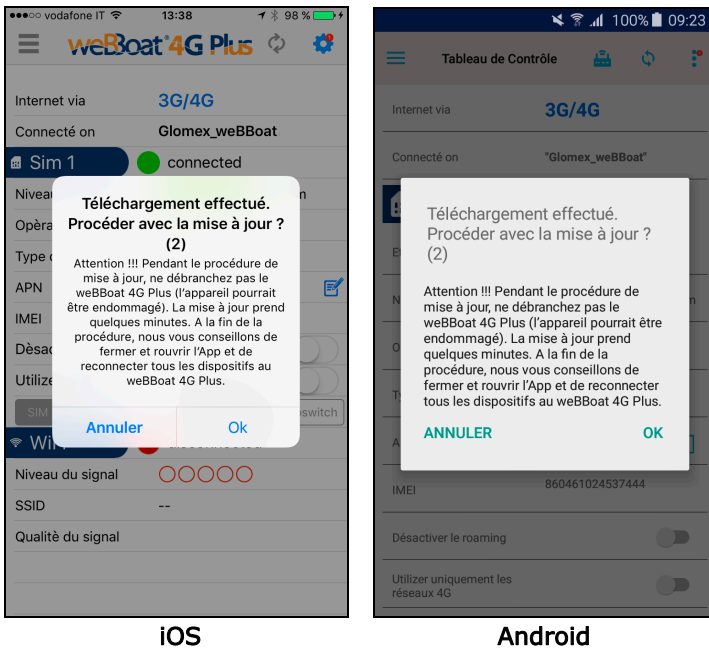 vodafone IT 13:38 98 %
weBBoat® 4G Plus
Internet via 3G/4G
Connecté on Glomex_weBBoat
Sim 1 connected
Nivea
Opèra
Type
APN
IMEI
Dèsac
Utilize
SIM switch
Téléchargement effectué.
Procéder avec la mise à jour ?
(2)
Attention !!! Pendant le procédure de
mise à jour, ne débranchez pas le
weBBoat 4G Plus (l'appareil pourrait
être endommagé). La mise à jour prend
quelques minutes. A la fin de la
procédure, nous vous conseillons de
fermer et rouvrir l'App et de
reconnecter tous les dispositifs au
weBBoat 4G Plus.
Annuler Ok
Niveau du signal
SSID --
Qualitè du signal
iOS
100% 09:23
Tableau de Contrôle
Internet via 3G/4G
Connecté on "Glomex_weBBoat"
Téléchargement effectué.
Procéder avec la mise à jour ?
(2)
Attention !!! Pendant le procédure de
mise à jour, ne débranchez pas le
weBBoat 4G Plus (l'appareil pourrait être
endommagé). La mise à jour prend
quelques minutes. A la fin de la
procédure, nous vous conseillons de
fermer et rouvrir l'App et de reconnecter
tous les dispositifs au weBBoat 4G Plus.
ANNULER OK
IMEI 860461024537444
Désactiver le roaming
Utilizer uniquement les
réseaux 4G
Android